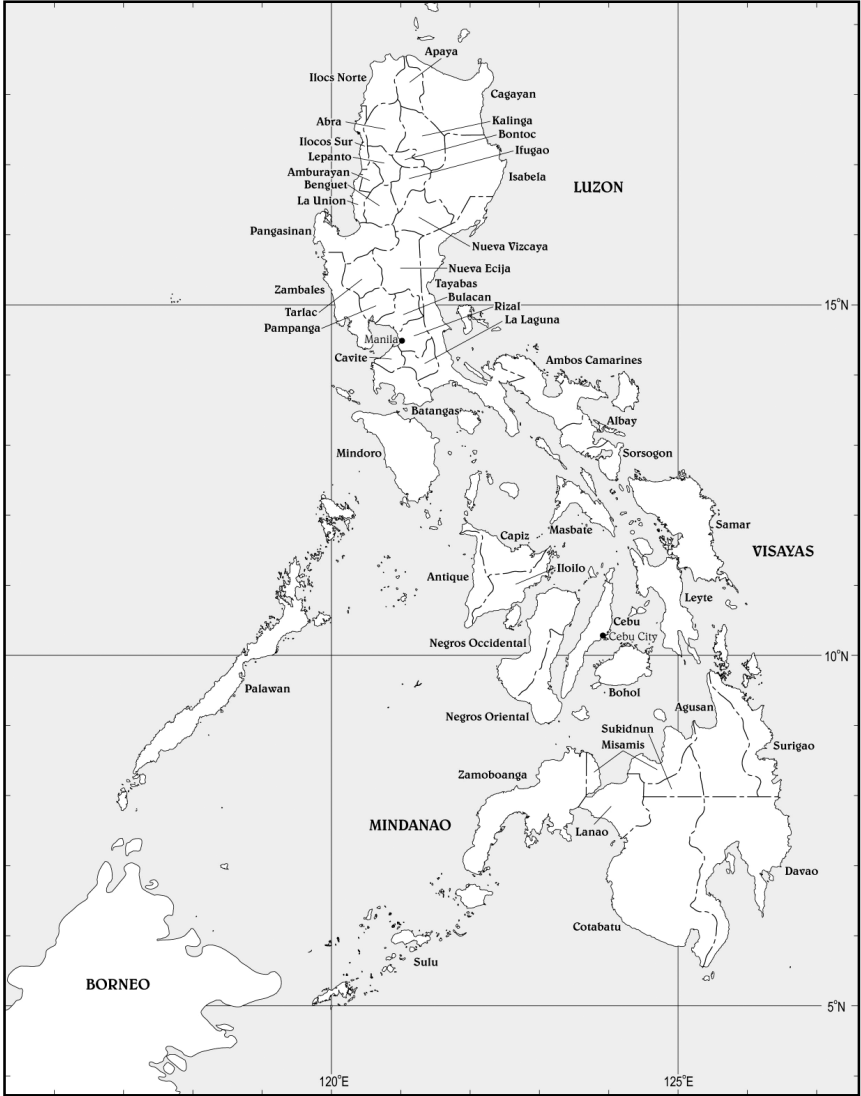 Apaya
Ilocs Norte
Cagayan
Abra
Kalinga
Bontoc
Ilocos Sur
Ifugao
Lepanto
Amburayan
Isabela
Benguet
LUZON
La Union
Pangasinan
Nueva Vizcaya
Nueva Ecija
Tayabas
Zambales
Bulacan
15°N
Rizal
Tarlac
La Laguna
Pampanga
Manila
Cavite
Ambos Camarines
Batangas
Albay
Mindoro
Sorsogon
Samar
Masbate
Capiz
VISAYAS
Iloilo
Antique
Leyte
Cebu
Cebu City
Negros Occidental
10°N
Palawan
Bohol
Agusan
Negros Oriental
Sukidnun
Misamis
Surigao
Zamoboanga
MINDANAO
Lanao
Davao
Cotabatu
Sulu
BORNEO
5°N
120°E
125°E